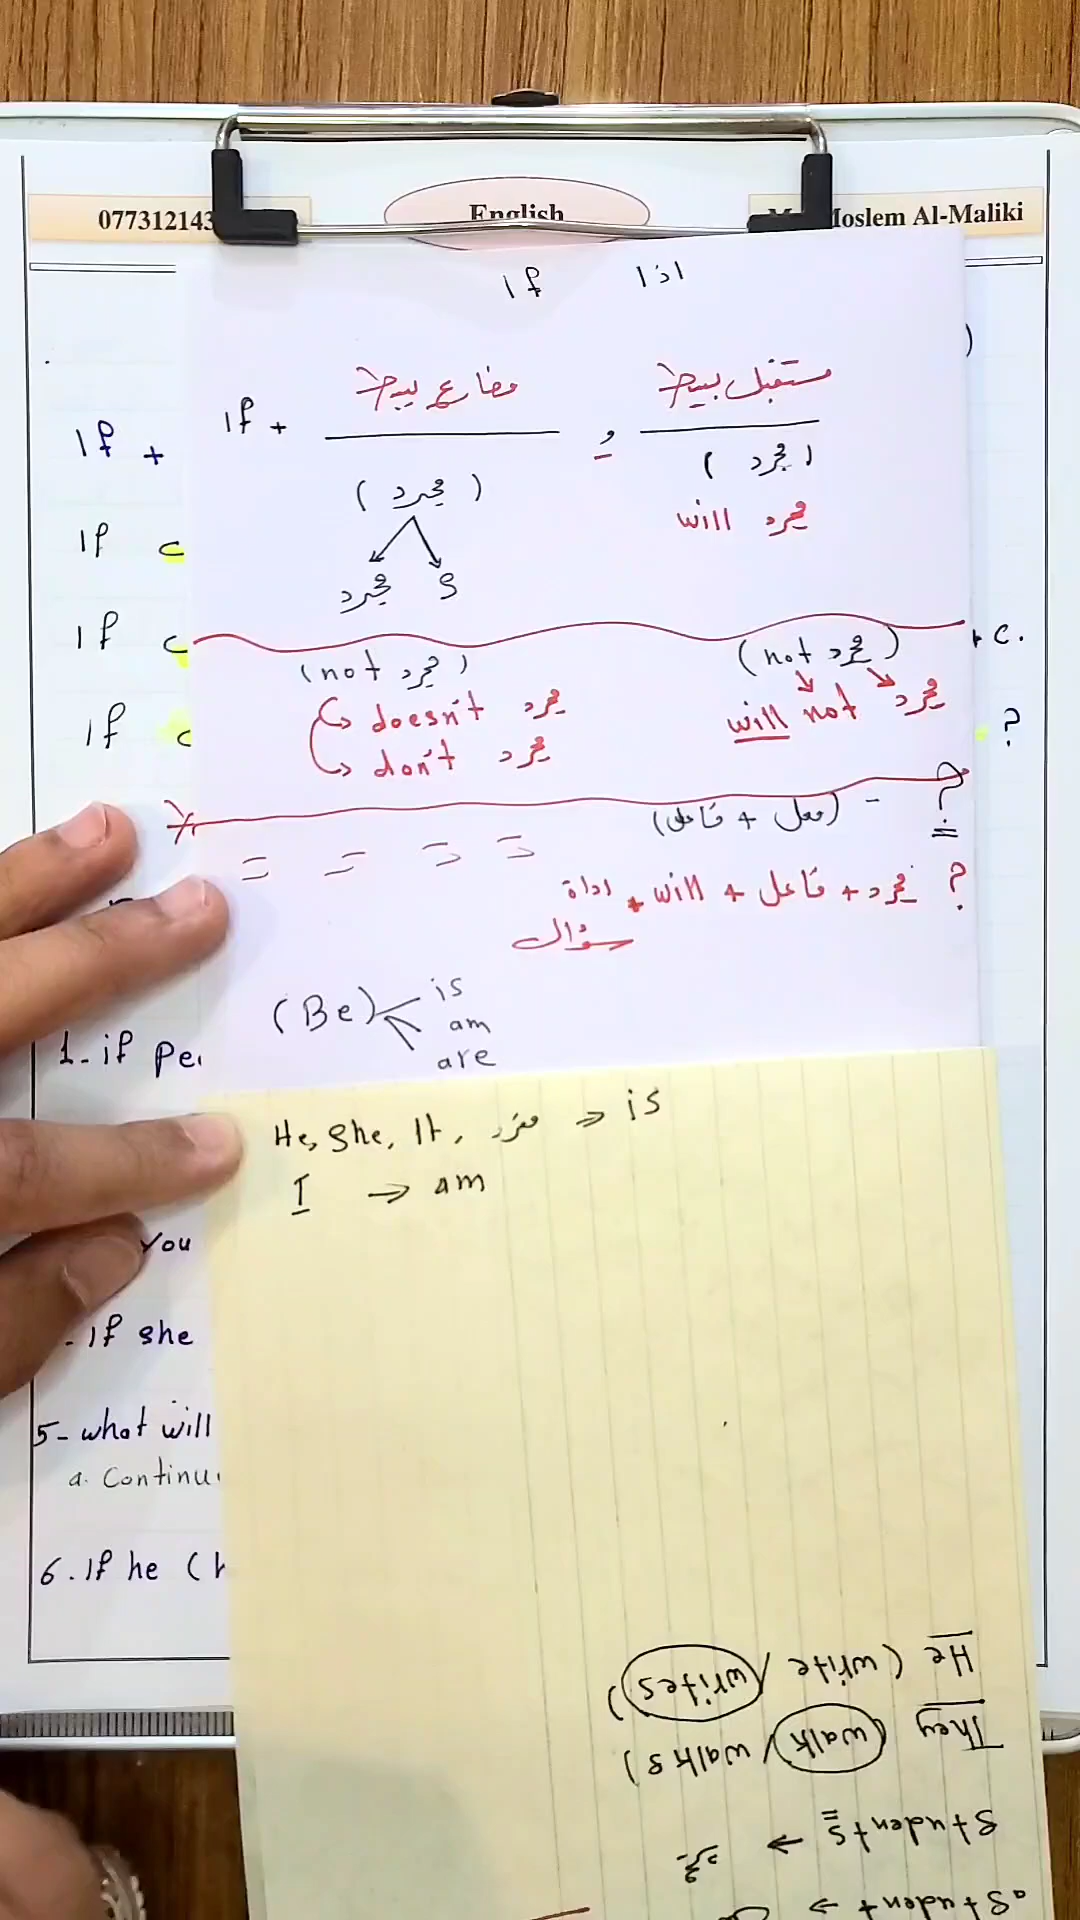 077312143
English
Moslem Al-Maliki
If اذا
If + مضارع بسيط , مستقبل بسيط
(مجرد) (مجرد)
will مجرد
مجرد s
(not مجرد) (not مجرد)
doesn't مجرد
will not مجرد
don't مجرد
(فعل + فاعل) - ?
? مجرد + فاعل + will + اداة
سؤال
(Be) is
am
are
He, she, It, مفرد ⇒ is
I → am
If +
If c
If c + c.
If c ?
1- if per
you
If she
5- what will
a. Continu
6. If he (h
He (write / writes)
They (walk / walks)
Students → جمع
a Student →